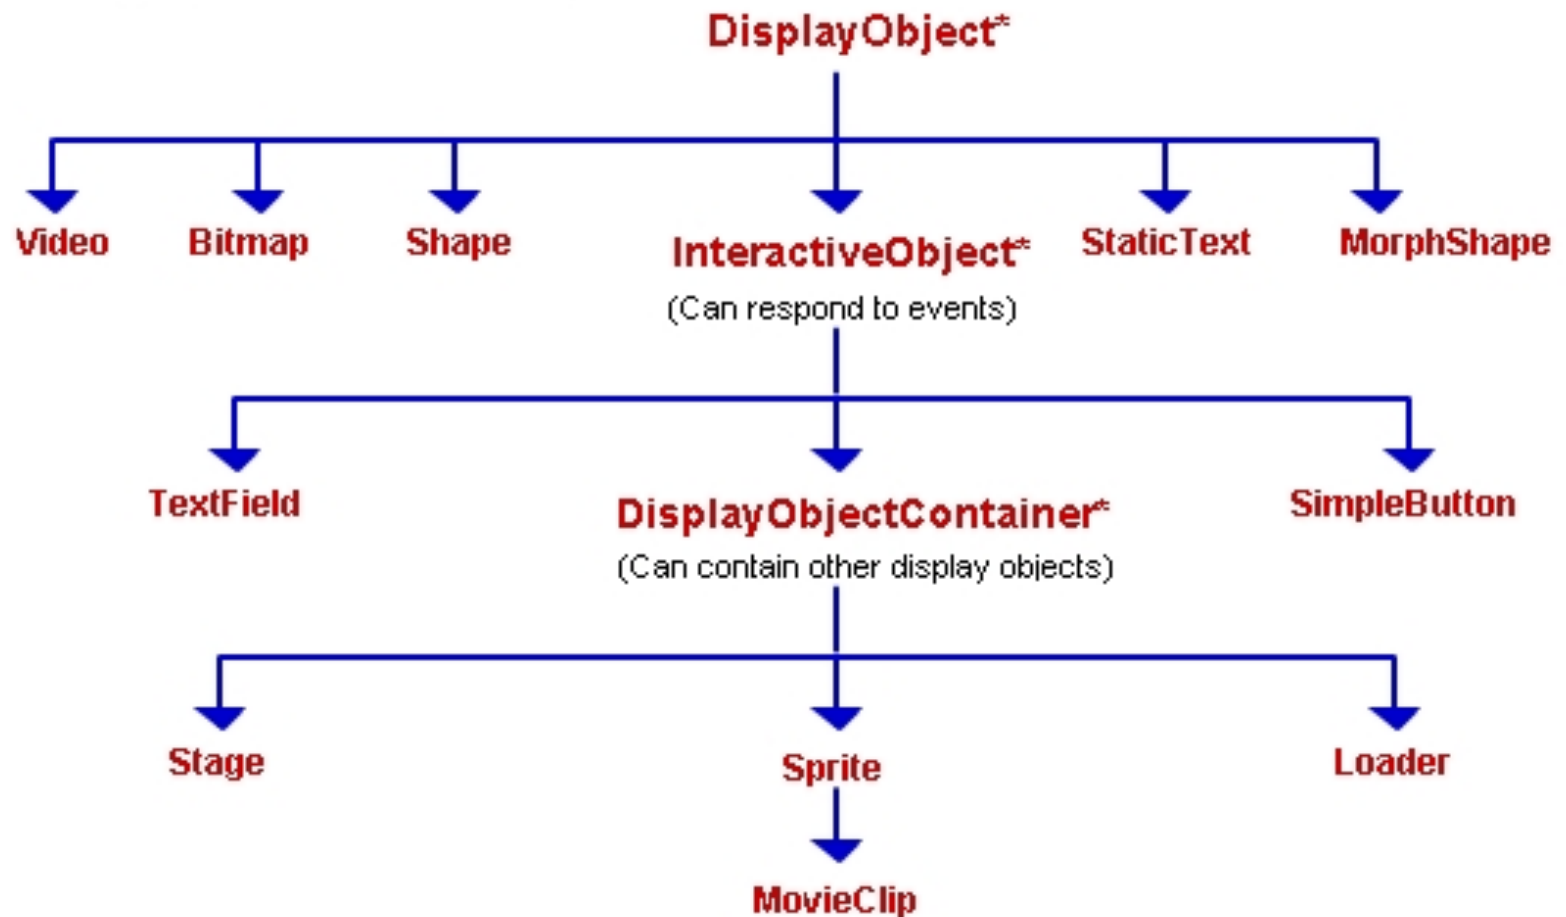 DisplayObject*
Video Bitmap Shape InteractiveObject* StaticText MorphShape
(Can respond to events)
TextField DisplayObjectContainer* SimpleButton
(Can contain other display objects)
Stage Sprite Loader
MovieClip